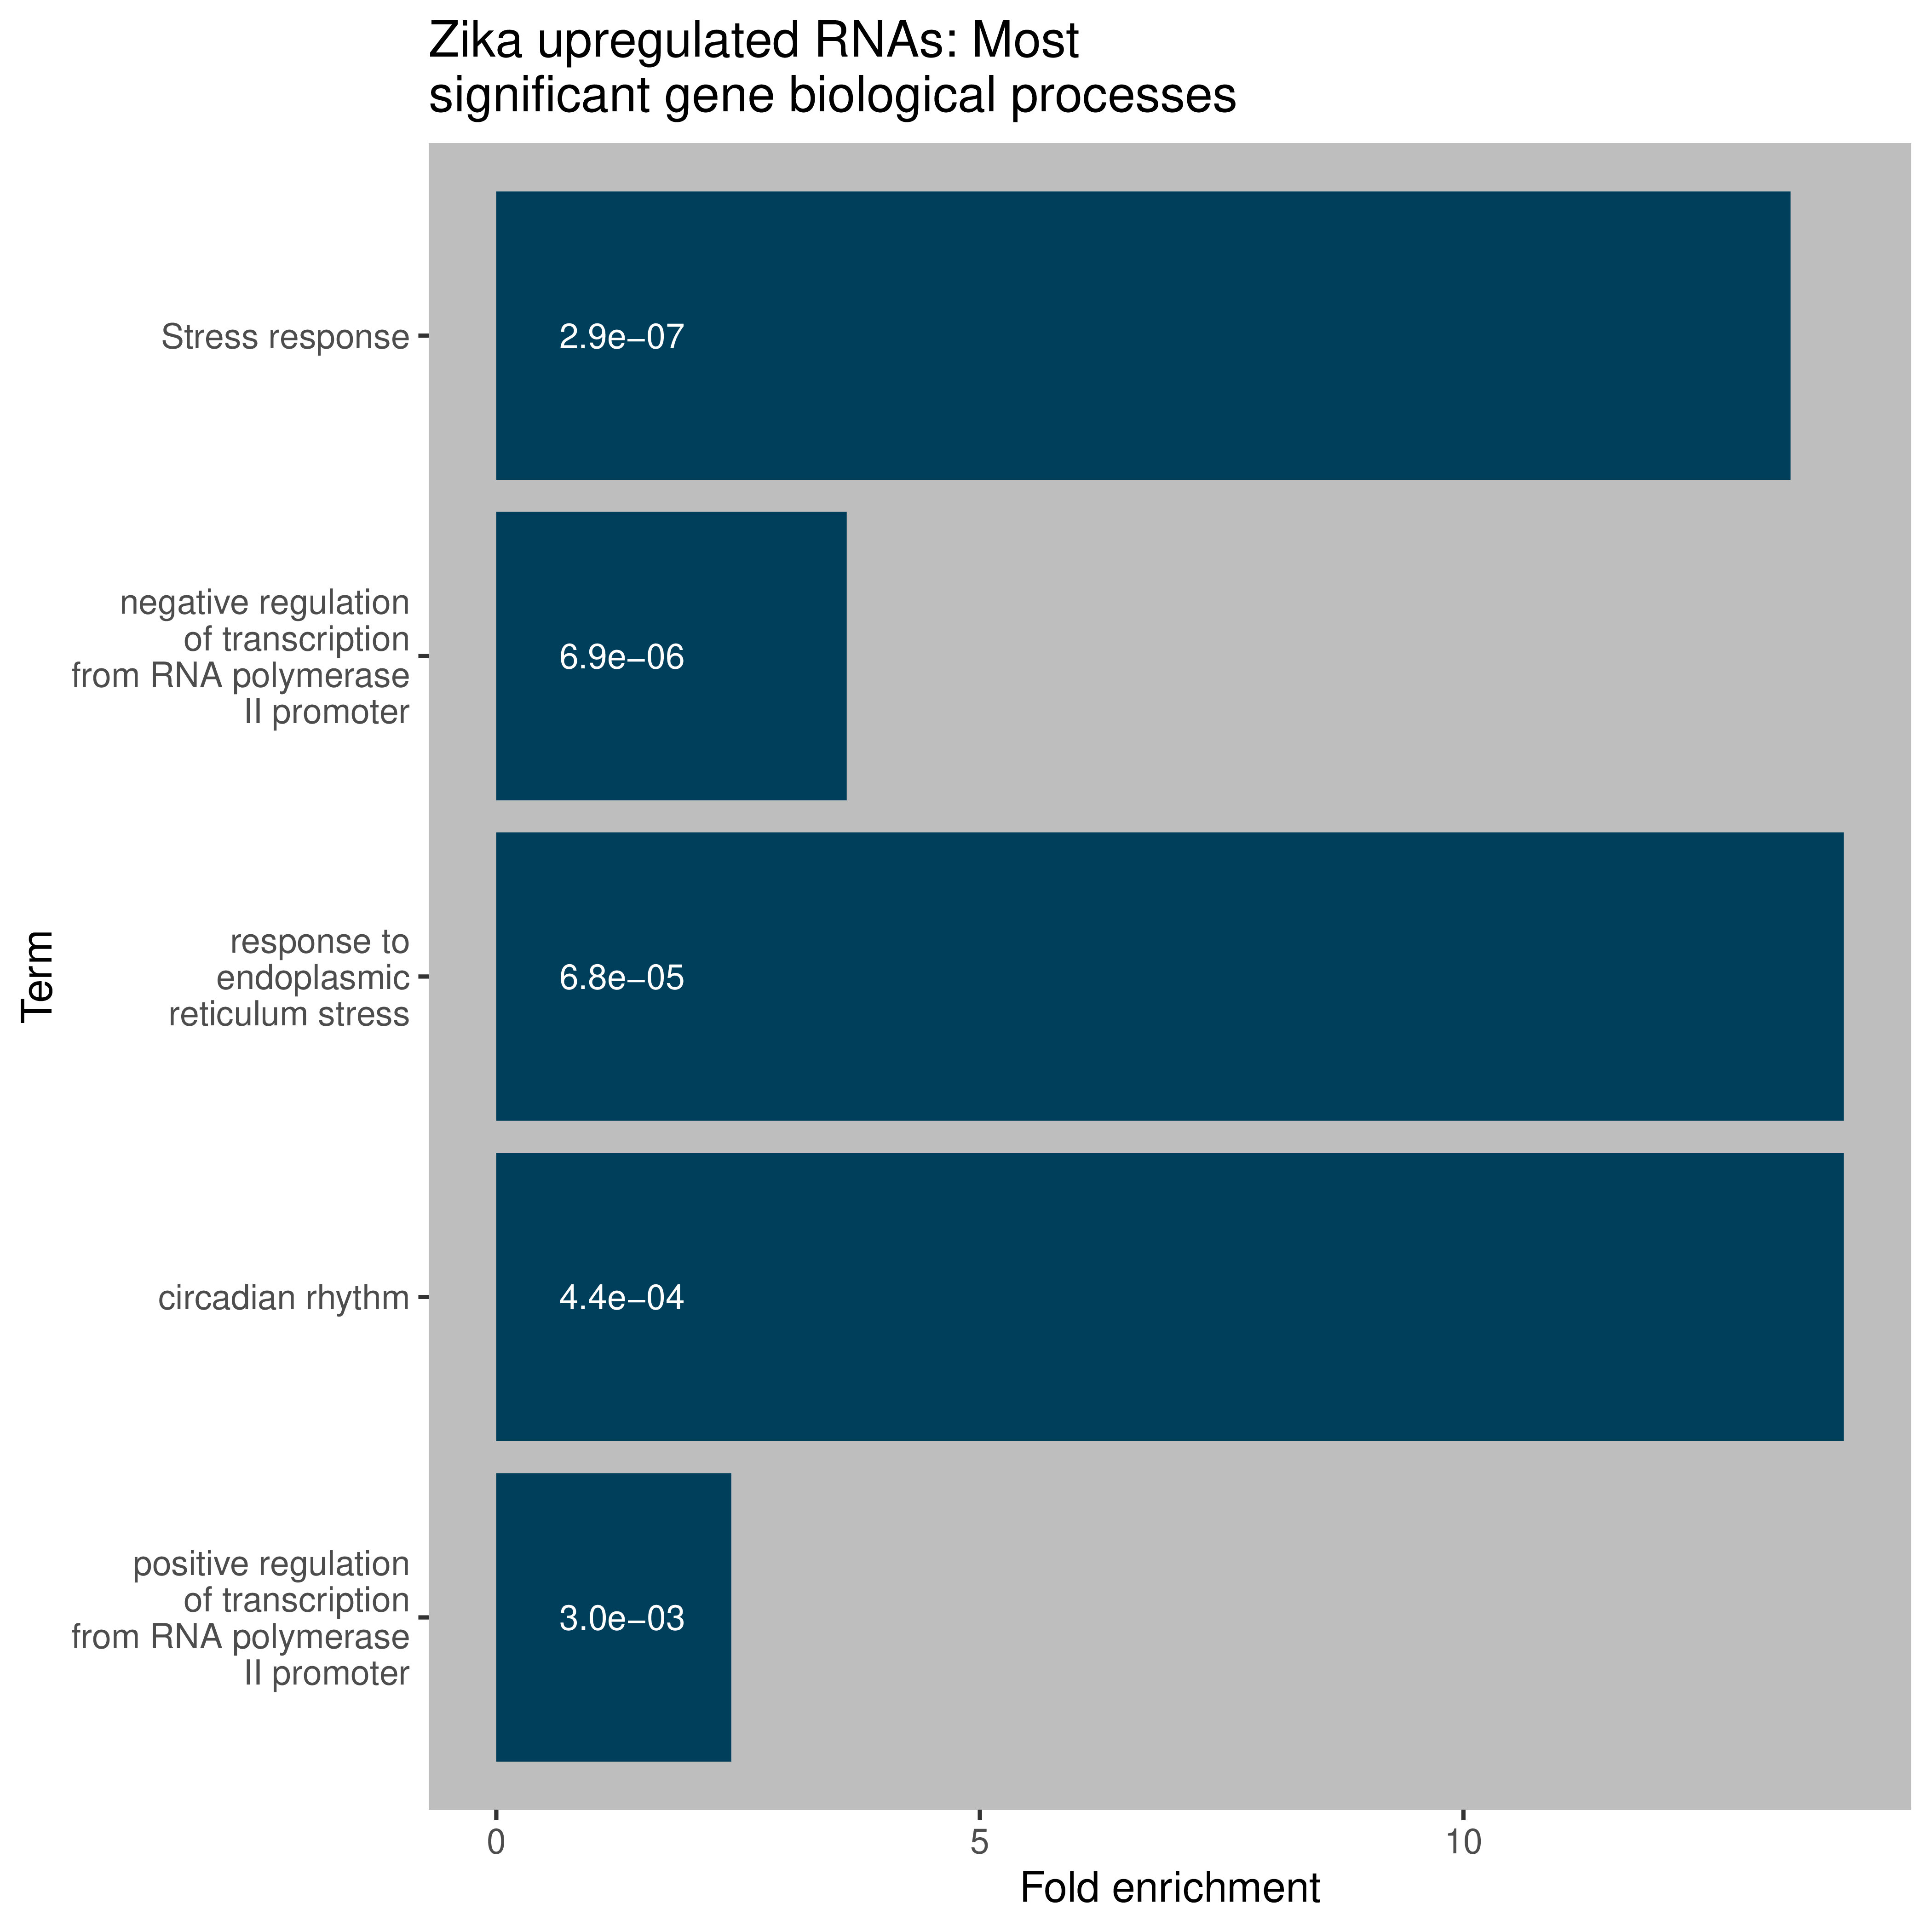 Zika upregulated RNAs: Most
significant gene biological processes
Term
Stress response
2.9e−07
negative regulation
of transcription
from RNA polymerase
II promoter
6.9e−06
response to
endoplasmic
reticulum stress
6.8e−05
circadian rhythm
4.4e−04
positive regulation
of transcription
from RNA polymerase
II promoter
3.0e−03
0 5 10
Fold enrichment